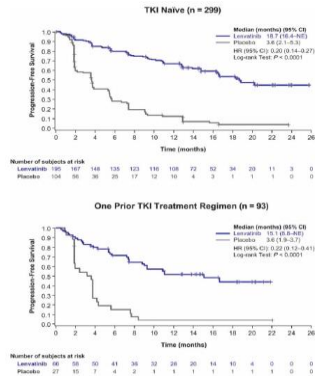 TKI Naïve (n = 299)
Median (months) (95% CI)
Lenvatinib 18.7 (16.4–NE)
Placebo 3.6 (2.1–5.3)
HR (95% CI): 0.20 (0.14–0.27)
Log-rank Test: P < 0.0001
Progression-Free Survival
1.0
0.9
0.8
0.7
0.6
0.5
0.4
0.3
0.2
0.1
0.0
0 2 4 6 8 10 12 14 16 18 20 22 24 26
Time (months)
Number of subjects at risk
Lenvatinib 195 167 148 135 123 116 108 72 52 34 20 11 3 0
Placebo 104 56 36 25 17 12 10 4 3 1 1 1 0 0
One Prior TKI Treatment Regimen (n = 93)
Median (months) (95% CI)
Lenvatinib 15.1 (8.8–NE)
Placebo 3.6 (1.9–3.7)
HR (95% CI): 0.22 (0.12–0.41)
Log-rank Test: P < 0.0001
Progression-Free Survival
1.0
0.9
0.8
0.7
0.6
0.5
0.4
0.3
0.2
0.1
0.0
0 2 4 6 8 10 12 14 16 18 20 22 24 26
Time (months)
Number of subjects at risk
Lenvatinib 66 58 50 41 36 32 28 20 14 10 4 0 0 0
Placebo 27 15 7 4 2 1 1 1 1 1 1 1 0 0